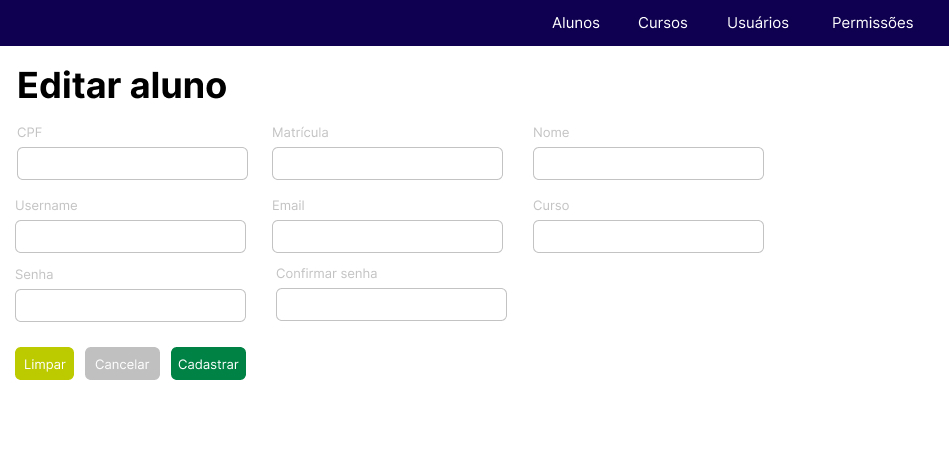 Alunos Cursos Usuários Permissões
Editar aluno
CPF Matrícula Nome
Username Email Curso
Senha Confirmar senha
Limpar Cancelar Cadastrar